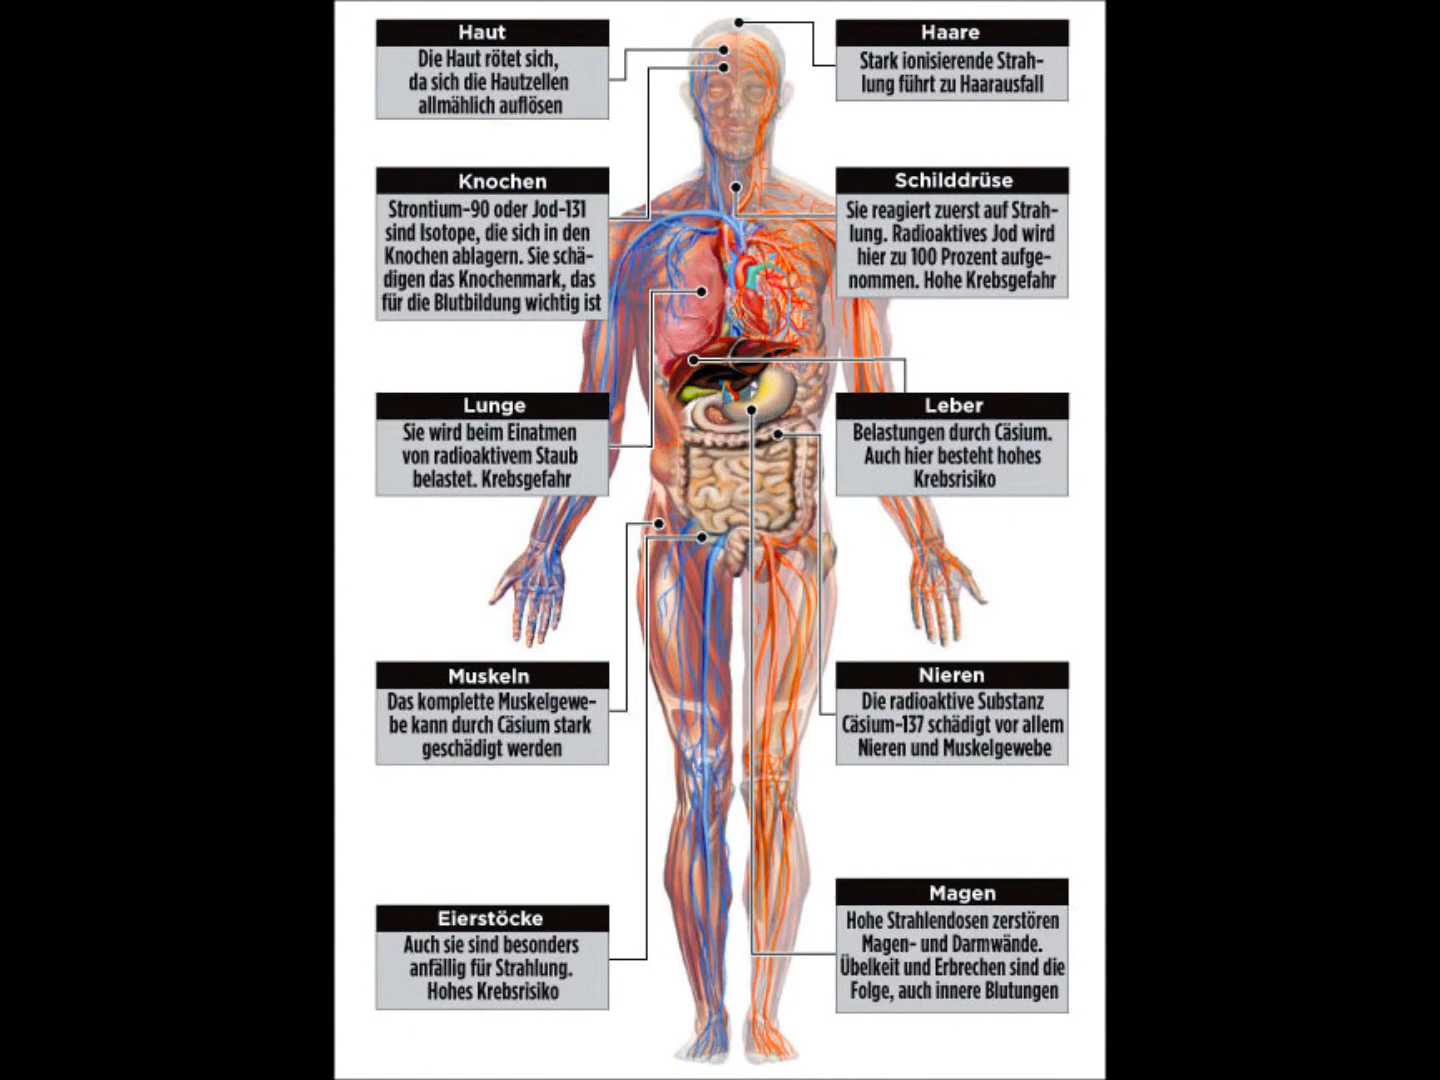 Haut
Die Haut rötet sich,
da sich die Hautzellen
allmählich auflösen
Haare
Stark ionisierende Strah-
lung führt zu Haarausfall
Knochen
Strontium-90 oder Jod-131
sind Isotope, die sich in den
Knochen ablagern. Sie schä-
digen das Knochenmark, das
für die Blutbildung wichtig ist
Schilddrüse
Sie reagiert zuerst auf Strah-
lung. Radioaktives Jod wird
hier zu 100 Prozent aufge-
nommen. Hohe Krebsgefahr
Lunge
Sie wird beim Einatmen
von radioaktivem Staub
belastet. Krebsgefahr
Leber
Belastungen durch Cäsium.
Auch hier besteht hohes
Krebsrisiko
Muskeln
Das komplette Muskelgewe-
be kann durch Cäsium stark
geschädigt werden
Nieren
Die radioaktive Substanz
Cäsium-137 schädigt vor allem
Nieren und Muskelgewebe
Eierstöcke
Auch sie sind besonders
anfällig für Strahlung.
Hohes Krebsrisiko
Magen
Hohe Strahlendosen zerstören
Magen- und Darmwände.
Übelkeit und Erbrechen sind die
Folge, auch innere Blutungen